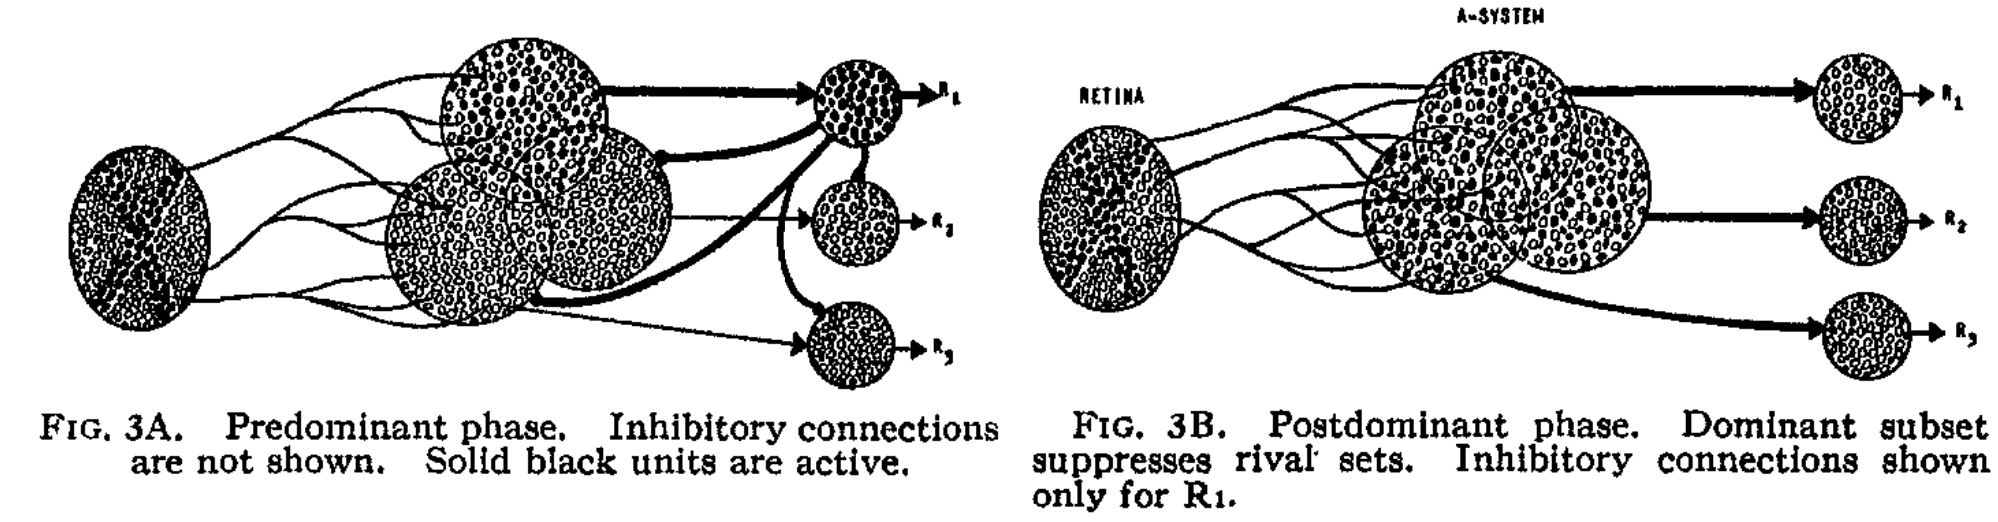 A-SYSTEM
RETINA
R1
R2
R3
R1
R2
R3
FIG. 3A. Predominant phase. Inhibitory connections
are not shown. Solid black units are active.
FIG. 3B. Postdominant phase. Dominant subset
suppresses rival sets. Inhibitory connections shown
only for R1.